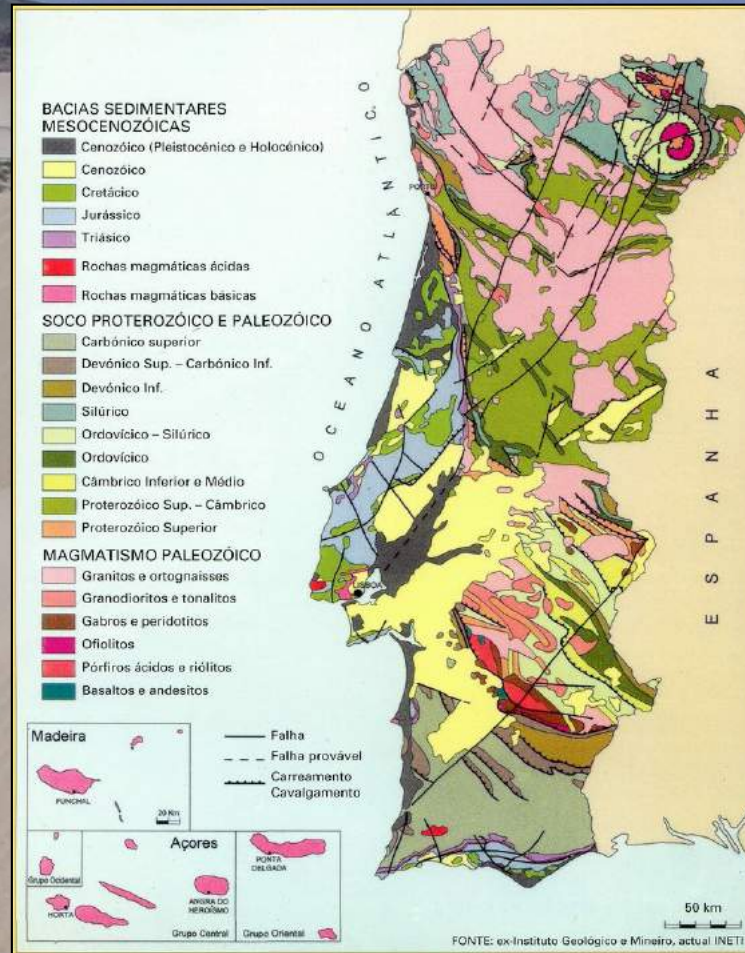 BACIAS SEDIMENTARES
MESOCENOZÓICAS
Cenozóico (Pleistocénico e Holocénico)
Cenozóico
Cretácico
Jurássico
Triásico
Rochas magmáticas ácidas
Rochas magmáticas básicas
SOCO PROTEROZÓICO E PALEOZÓICO
Carbónico superior
Devónico Sup. – Carbónico Inf.
Devónico Inf.
Silúrico
Ordovícico – Silúrico
Ordovícico
Câmbrico Inferior e Médio
Proterozóico Sup. – Câmbrico
Proterozóico Superior
MAGMATISMO PALEOZÓICO
Granitos e ortognaisses
Granodioritos e tonalitos
Gabros e peridotitos
Ofiolitos
Pórfiros ácidos e riólitos
Basaltos e andesitos
OCEANO ATLÂNTICO
PORTO
LISBOA
ESPANHA
Falha
Falha provável
Carreamento
Cavalgamento
Madeira
FUNCHAL
20 Km
Açores
Grupo Ocidental
HORTA
ANGRA DO
HEROÍSMO
Grupo Central
PONTA
DELGADA
Grupo Oriental
50 km
FONTE: ex-Instituto Geológico e Mineiro, actual INETI